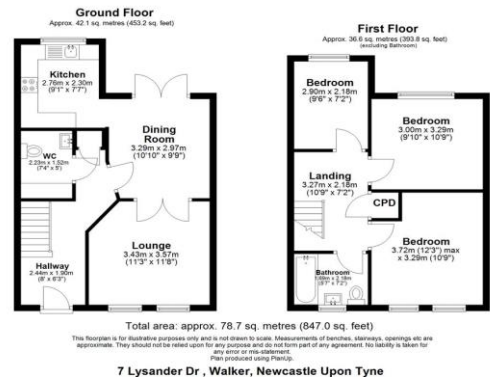 Ground Floor
Approx. 42.1 sq. metres (453.2 sq. feet)
Kitchen
2.76m x 2.30m
(9'1" x 7'7")
Dining
Room
3.29m x 2.97m
(10'10" x 9'9")
WC
2.23m x 1.52m
(7'4" x 5')
Lounge
3.43m x 3.57m
(11'3" x 11'8")
Hallway
2.44m x 1.90m
(8' x 6'3")
First Floor
Approx. 36.6 sq. metres (393.8 sq. feet)
(excluding Bathroom)
Bedroom
2.90m x 2.18m
(9'6" x 7'2")
Bedroom
3.00m x 3.29m
(9'10" x 10'9")
Landing
3.27m x 2.18m
(10'9" x 7'2")
CPD
Bedroom
3.72m (12'3") max
x 3.29m (10'9")
Bathroom
Total area: approx. 78.7 sq. metres (847.0 sq. feet)
This floorplan is for illustrative purposes only and is not drawn to scale. Measurements of benches, stairways, openings etc are
approximate. They should not be relied upon for any purpose and do not form part of any agreement. No liability is taken for
any error or mis-statement.
Plan produced using PlanUp.
7 Lysander Dr , Walker, Newcastle Upon Tyne